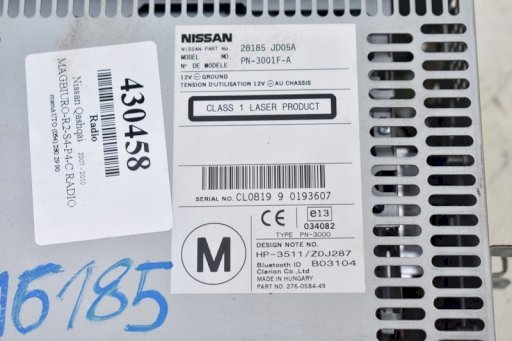 NISSAN
NISSAN PART No. 28185 JD05A
MODEL NO.
N° DE MODELE PN-3001F-A
12V ⊖ GROUND
TENSION D'UTILISATION 12V ⊖ AU CHASSIS
CLASS 1 LASER PRODUCT
SERIAL NO. CL0819 9 0193607
CE e13
034082
TYPE PN-3000
M
DESIGN NOTE NO.
HP-3511/Z0J287
Bluetooth ID B03104
Clarion Co.,Ltd
MADE IN HUNGARY
PART NO. 276-0584-49
430458
Radio
Nissan Qashqai 2007-2010
MAGBIURO-R2-S4-P4-C RADIO
16185